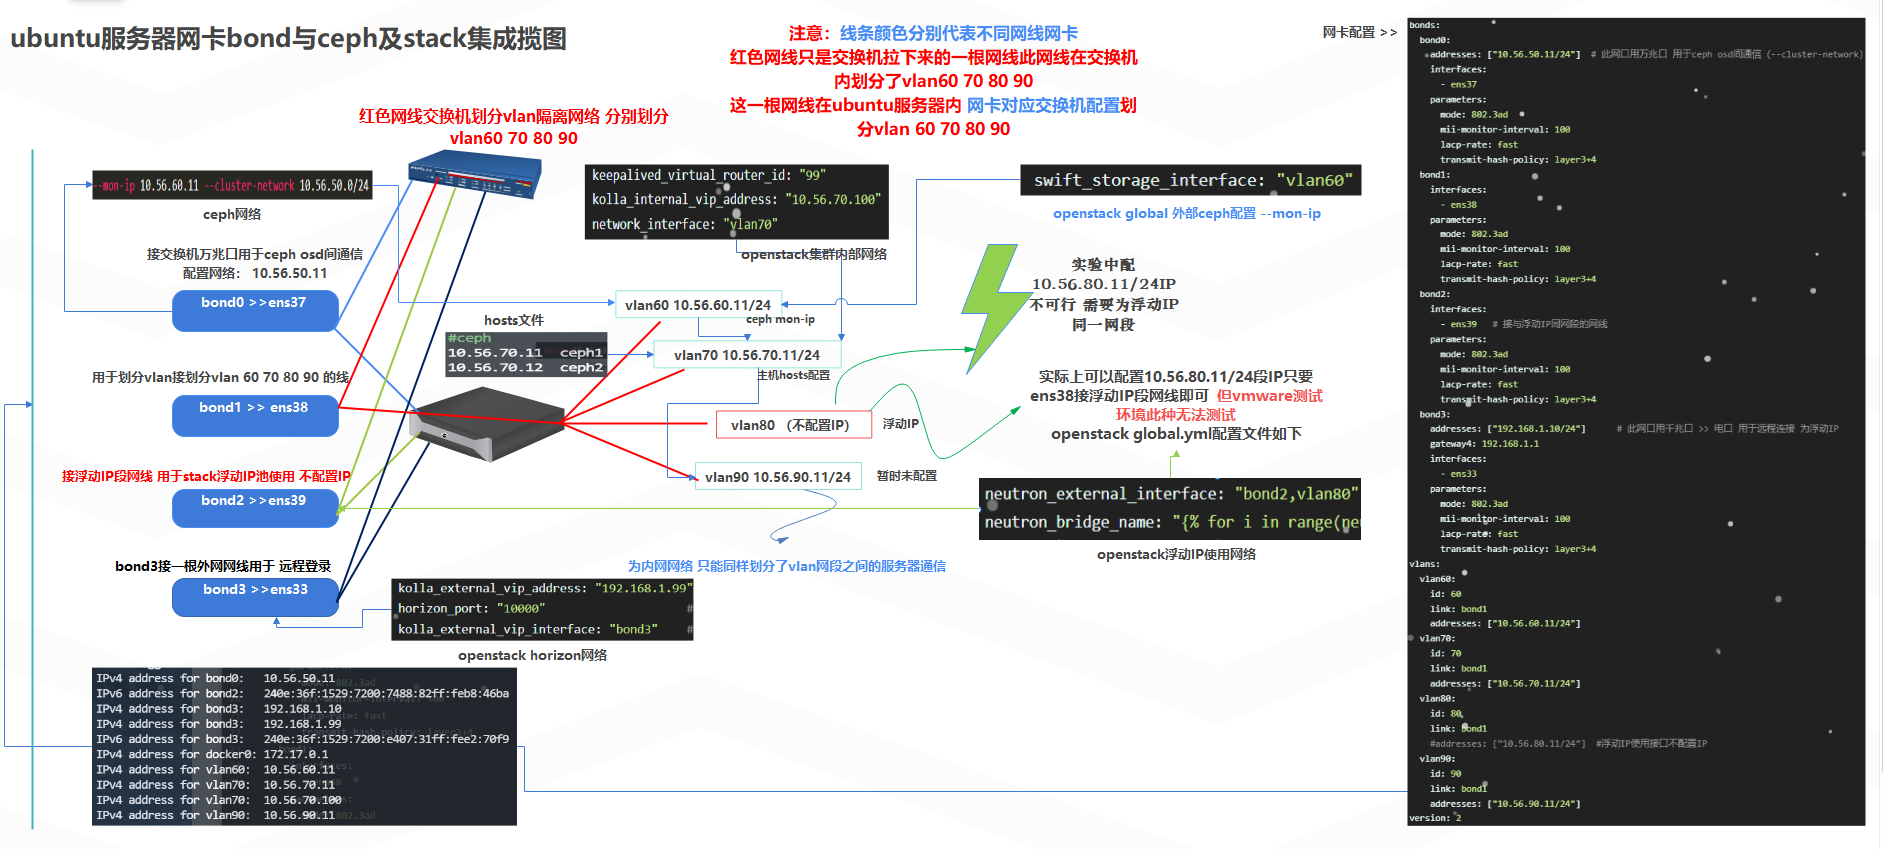 ubuntu服务器网卡bond与ceph及stack集成揽图
注意：线条颜色分别代表不同网线网卡
红色网线只是交换机拉下来的一根网线此网线在交换机
内划分了vlan60 70 80 90
这一根网线在ubuntu服务器内 网卡对应交换机配置划
分vlan 60 70 80 90
网卡配置 >>
红色网线交换机划分vlan隔离网络 分别划分
vlan60 70 80 90
--mon-ip 10.56.60.11 --cluster-network 10.56.50.0/24
ceph网络
keepalived_virtual_router_id: "99"
kolla_internal_vip_address: "10.56.70.100"
network_interface: "vlan70"
openstack集群内部网络
swift_storage_interface: "vlan60"
openstack global 外部ceph配置 --mon-ip
接交换机万兆口用于ceph osd间通信
配置网络： 10.56.50.11
bond0 >>ens37
实验中配
10.56.80.11/24IP
不可行 需要为浮动IP
同一网段
vlan60 10.56.60.11/24
ceph mon-ip
hosts文件
#ceph
10.56.70.11 ceph1
10.56.70.12 ceph2
vlan70 10.56.70.11/24
主机hosts配置
用于划分vlan接划分vlan 60 70 80 90 的线
bond1 >> ens38
vlan80 （不配置IP）
浮动IP
实际上可以配置10.56.80.11/24段IP只要
ens38接浮动IP段网线即可 但vmware测试
环境此种无法测试
openstack global.yml配置文件如下
接浮动IP段网线 用于stack浮动IP池使用 不配置IP
bond2 >>ens39
vlan90 10.56.90.11/24
暂时未配置
neutron_external_interface: "bond2,vlan80"
neutron_bridge_name: "{% for i in range(neu
openstack浮动IP使用网络
为内网网络 只能同样划分了vlan网段之间的服务器通信
bond3接一根外网网线用于 远程登录
bond3 >>ens33
kolla_external_vip_address: "192.168.1.99"
horizon_port: "10000" #
kolla_external_vip_interface: "bond3" #
openstack horizon网络
IPv4 address for bond0: 10.56.50.11
IPv6 address for bond2: 240e:36f:1529:7200:7488:82ff:feb8:46ba
IPv4 address for bond3: 192.168.1.10
IPv4 address for bond3: 192.168.1.99
IPv6 address for bond3: 240e:36f:1529:7200:e407:31ff:fee2:70f9
IPv4 address for docker0: 172.17.0.1
IPv4 address for vlan60: 10.56.60.11
IPv4 address for vlan70: 10.56.70.11
IPv4 address for vlan70: 10.56.70.100
IPv4 address for vlan90: 10.56.90.11
bonds:
bond0:
addresses: ["10.56.50.11/24"] # 此网口用万兆口 用于ceph osd间通信 (--cluster-network)
interfaces:
- ens37
parameters:
mode: 802.3ad
mii-monitor-interval: 100
lacp-rate: fast
transmit-hash-policy: layer3+4
bond1:
interfaces:
- ens38
parameters:
mode: 802.3ad
mii-monitor-interval: 100
lacp-rate: fast
transmit-hash-policy: layer3+4
bond2:
interfaces:
- ens39 # 接与浮动IP同网段的网线
parameters:
mode: 802.3ad
mii-monitor-interval: 100
lacp-rate: fast
transmit-hash-policy: layer3+4
bond3:
addresses: ["192.168.1.10/24"] # 此网口用千兆口 >> 电口 用于远程连接 为浮动IP
gateway4: 192.168.1.1
interfaces:
- ens33
parameters:
mode: 802.3ad
mii-monitor-interval: 100
lacp-rate: fast
transmit-hash-policy: layer3+4
vlans:
vlan60:
id: 60
link: bond1
addresses: ["10.56.60.11/24"]
vlan70:
id: 70
link: bond1
addresses: ["10.56.70.11/24"]
vlan80:
id: 80
link: bond1
#addresses: ["10.56.80.11/24"] #浮动IP使用接口不配置IP
vlan90:
id: 90
link: bond1
addresses: ["10.56.90.11/24"]
version: 2